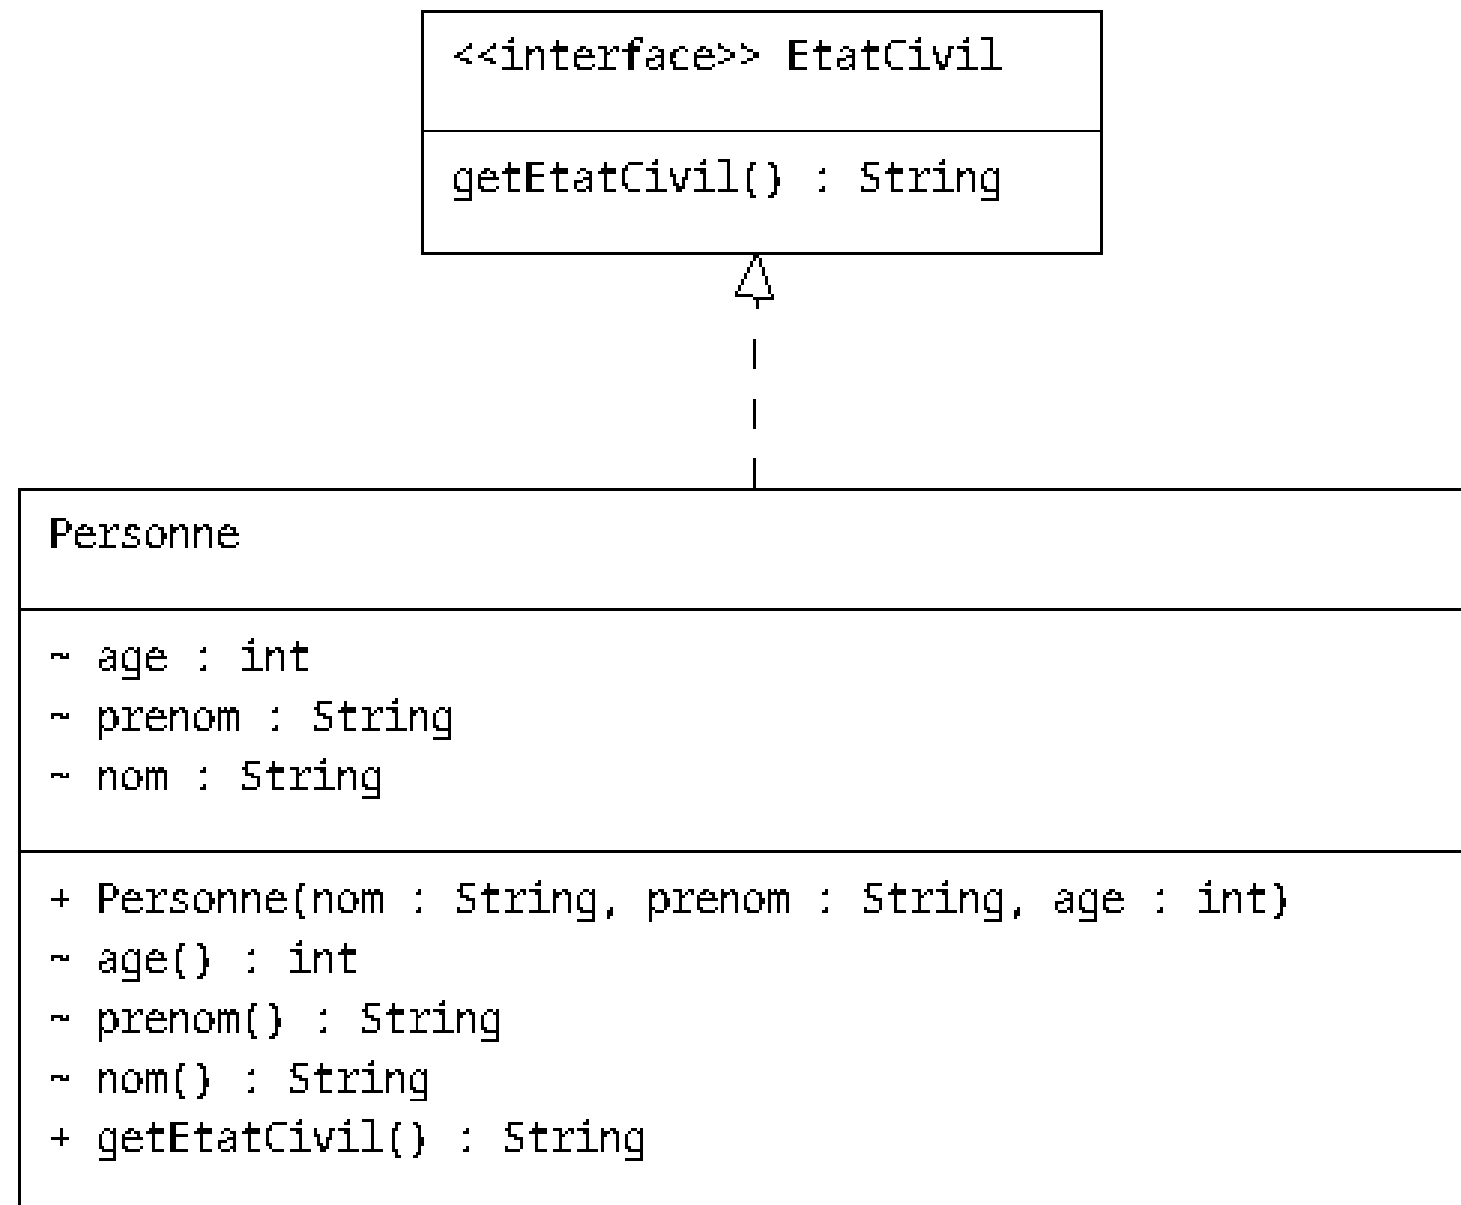 <<interface>> EtatCivil
getEtatCivil() : String
Personne
~ age : int
~ prenom : String
~ nom : String
+ Personne(nom : String, prenom : String, age : int)
~ age() : int
~ prenom() : String
~ nom() : String
+ getEtatCivil() : String